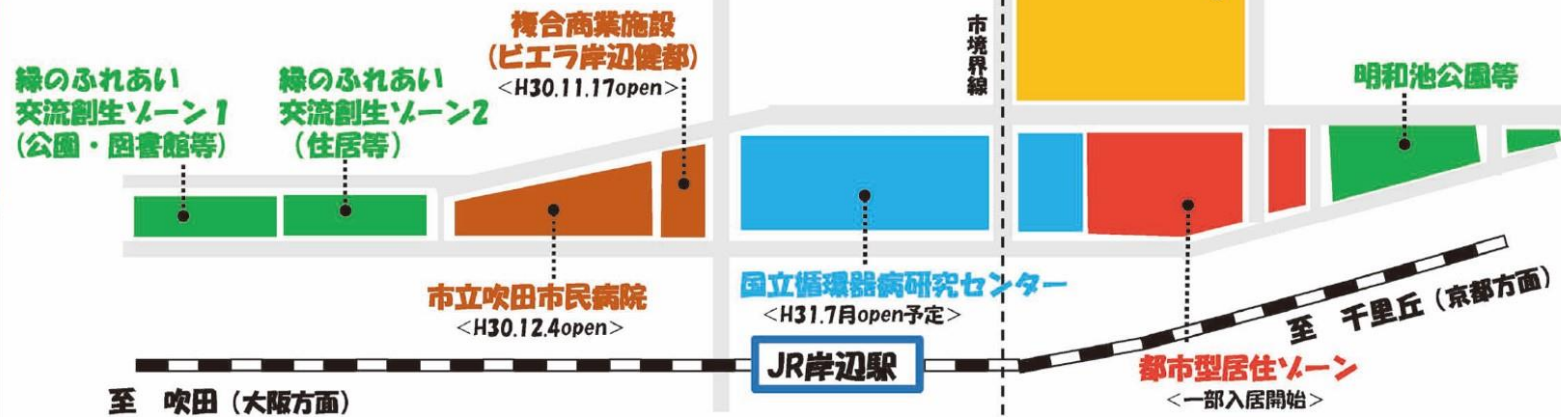 複合商業施設
(ビエラ岸辺健都)
<H30.11.17open>
緑のふれあい
交流創生ゾーン1
(公園・図書館等)
緑のふれあい
交流創生ゾーン2
(住居等)
市境界線
明和池公園等
市立吹田市民病院
<H30.12.4open>
国立循環器病研究センター
<H31.7月open予定>
JR岸辺駅
至 千里丘(京都方面)
都市型居住ゾーン
<一部入居開始>
至 吹田(大阪方面)